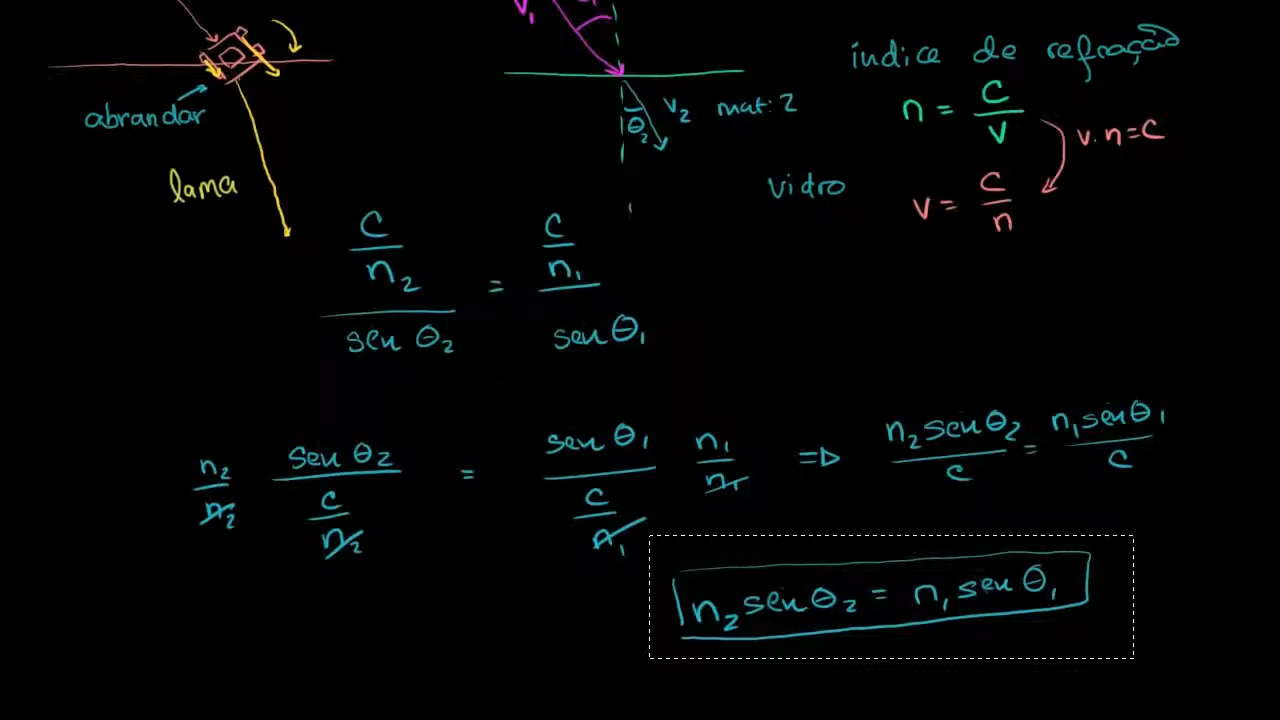 abrandar
lama
v₁
θ₂
v₂ mat: 2
vidro
índice de refração
n = c/v
v.n=c
v = c/n
(c/n₂)/(sen θ₂) = (c/n₁)/(sen θ₁)
n₂/n₂ (sen θ₂)/(c/n₂) = (sen θ₁)/(c/n₁) n₁/n₁ => (n₂ sen θ₂)/c = (n₁ sen θ₁)/c
n₂ sen θ₂ = n₁ sen θ₁